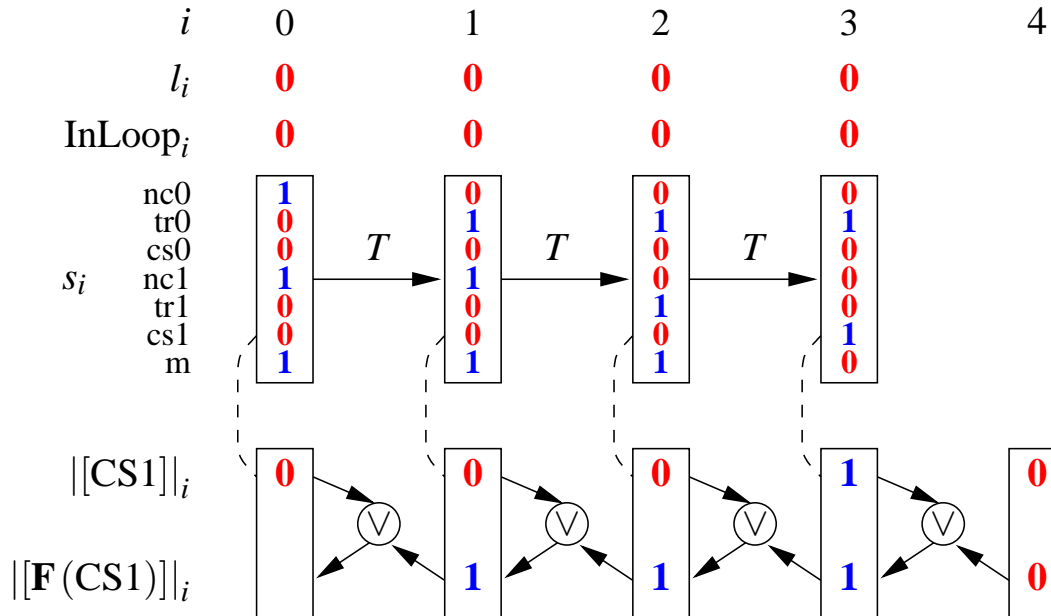 i 0 1 2 3 4
l_i 0 0 0 0
InLoop_i 0 0 0 0
nc0 1 0 0 0
tr0 0 1 1 1
cs0 0 0 0 0
T T T
s_i nc1 1 1 0 0
tr1 0 0 1 0
cs1 0 0 0 1
m 1 1 1 0
|[CS1]|_i 0 0 0 1 0
∨ ∨ ∨ ∨
|[F(CS1)]|_i 1 1 1 0